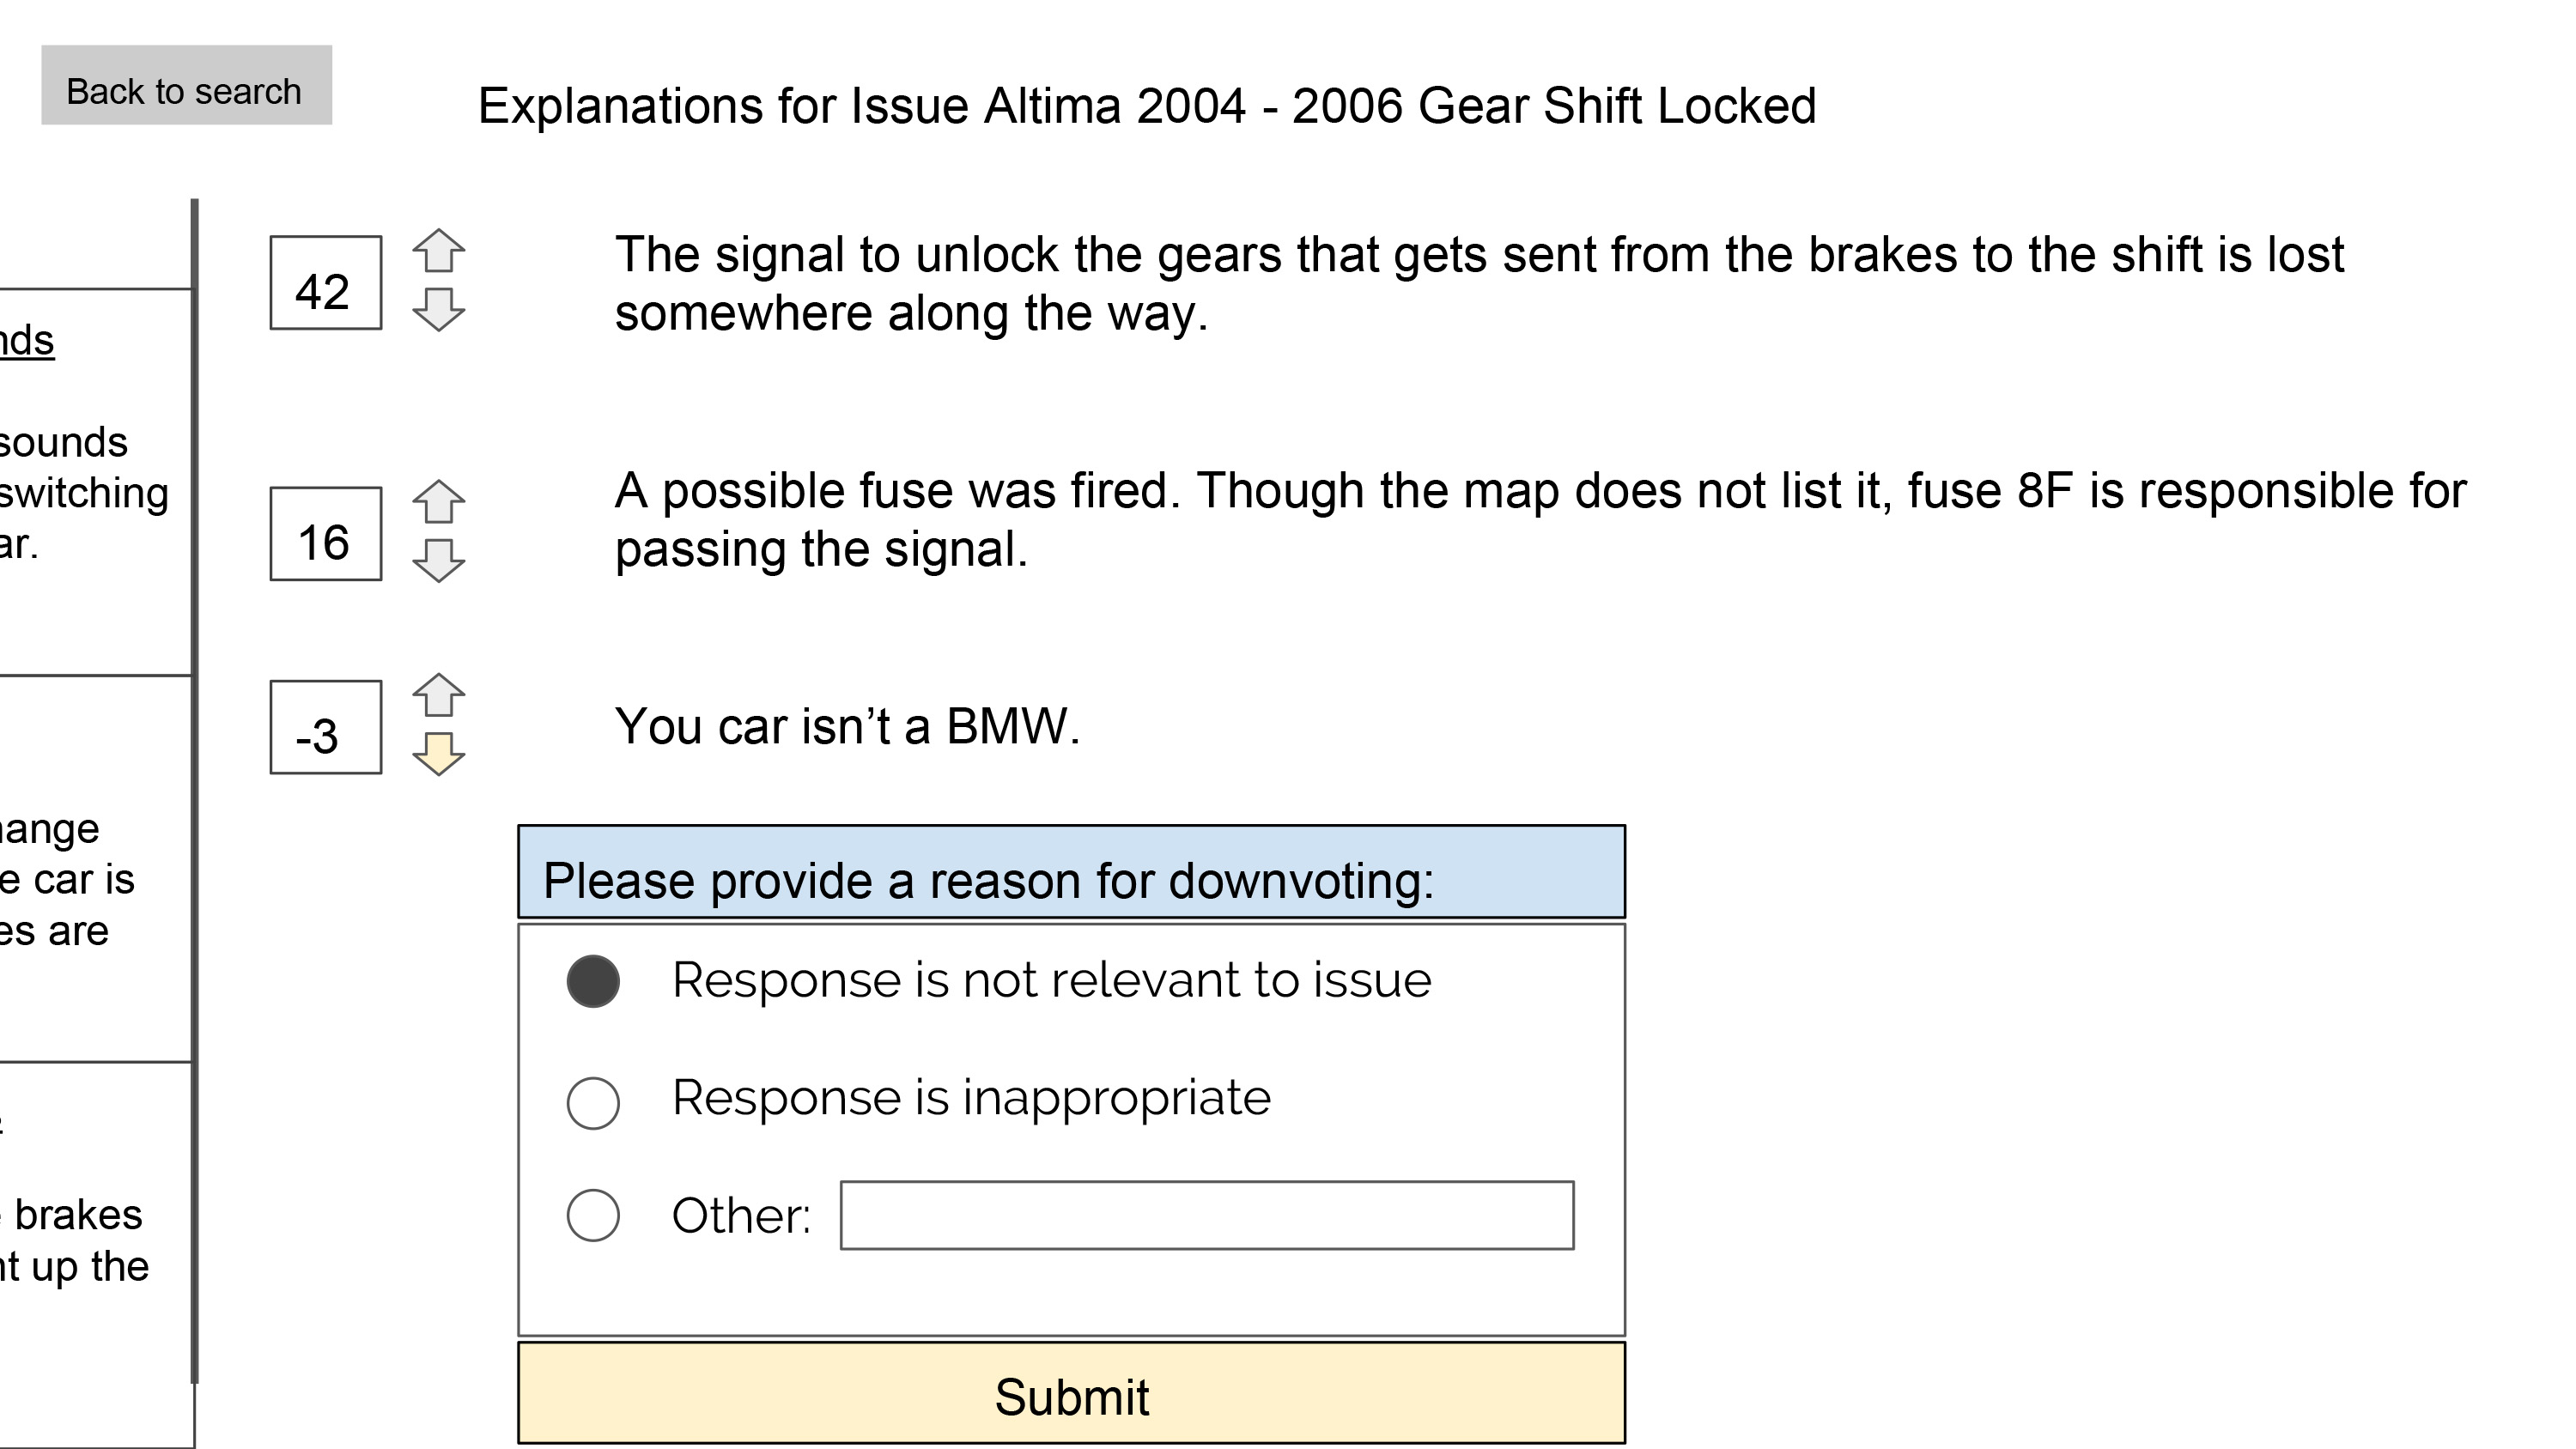 Back to search
Explanations for Issue Altima 2004 - 2006 Gear Shift Locked
sounds
switching
car is
are
brakes
up the
42
The signal to unlock the gears that gets sent from the brakes to the shift is lost
somewhere along the way.
16
A possible fuse was fired. Though the map does not list it, fuse 8F is responsible for
passing the signal.
-3
You car isn’t a BMW.
Please provide a reason for downvoting:
Response is not relevant to issue
Response is inappropriate
Other:
Submit